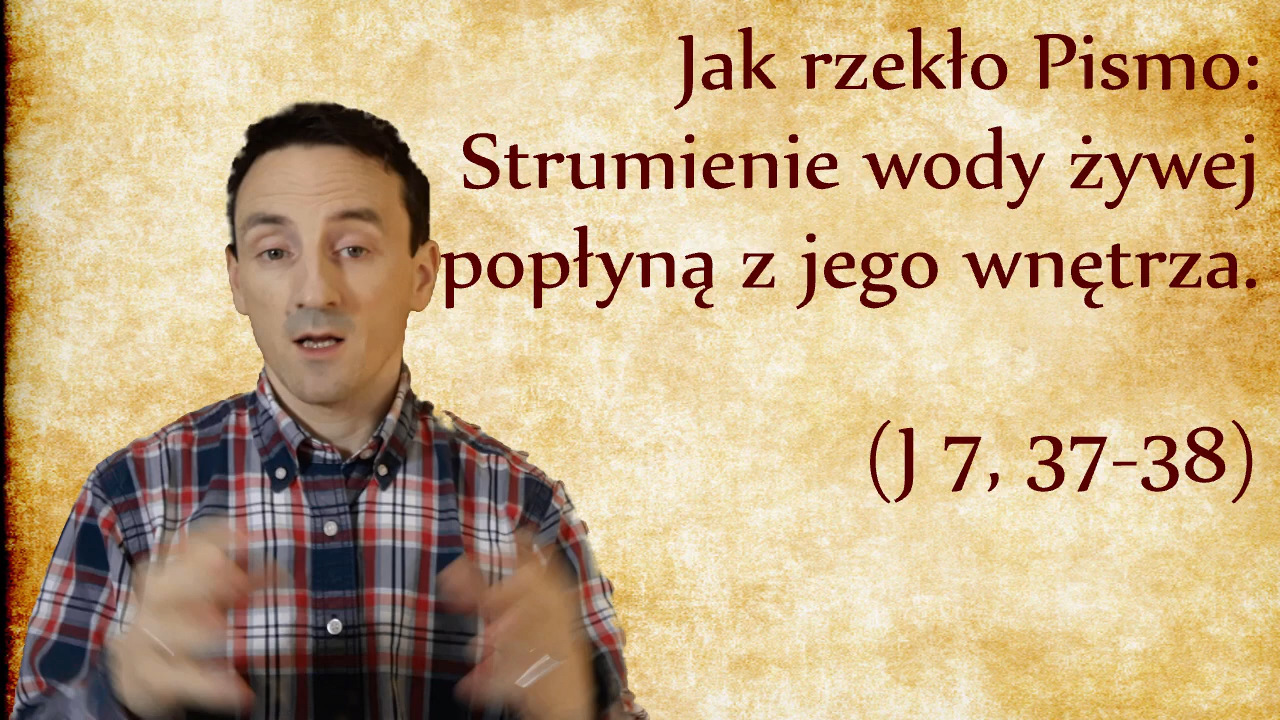 Jak rzekło Pismo:
Strumienie wody żywej
popłyną z jego wnętrza.
(J 7, 37-38)